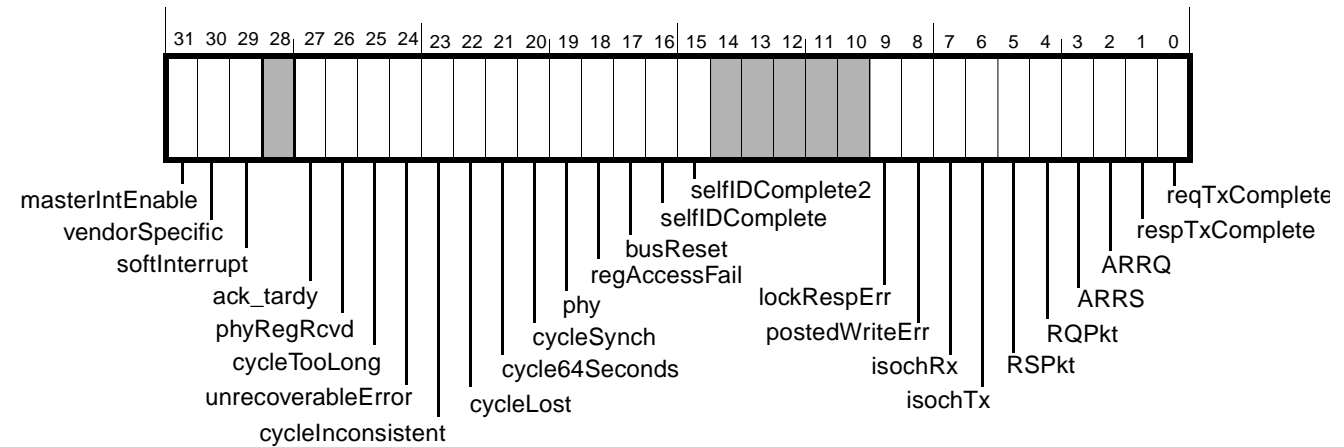 31 30 29 28 27 26 25 24 23 22 21 20 19 18 17 16 15 14 13 12 11 10 9 8 7 6 5 4 3 2 1 0
masterIntEnable
vendorSpecific
softInterrupt
ack_tardy
phyRegRcvd
cycleTooLong
unrecoverableError
cycleInconsistent
cycleLost
cycle64Seconds
cycleSynch
phy
regAccessFail
busReset
selfIDComplete
selfIDComplete2
lockRespErr
postedWriteErr
isochRx
isochTx
RSPkt
RQPkt
ARRS
ARRQ
respTxComplete
reqTxComplete